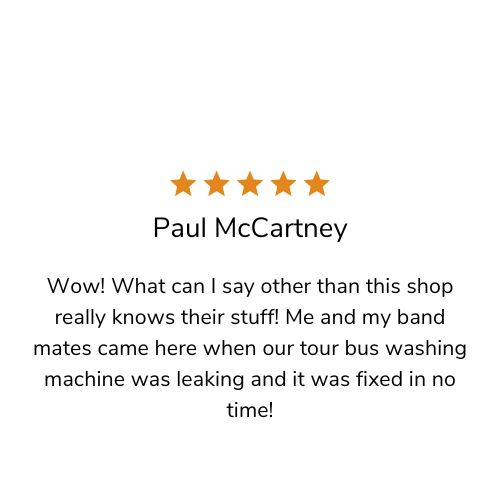 Paul McCartney
Wow! What can I say other than this shop
really knows their stuff! Me and my band
mates came here when our tour bus washing
machine was leaking and it was fixed in no
time!